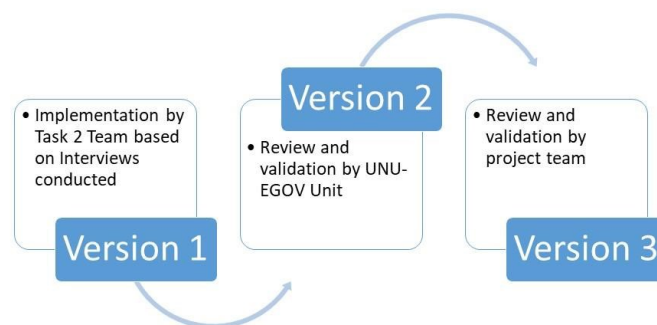 • Implementation by
Task 2 Team based
on Interviews
conducted
Version 1
Version 2
• Review and
validation by UNU-
EGOV Unit
• Review and
validation by
project team
Version 3